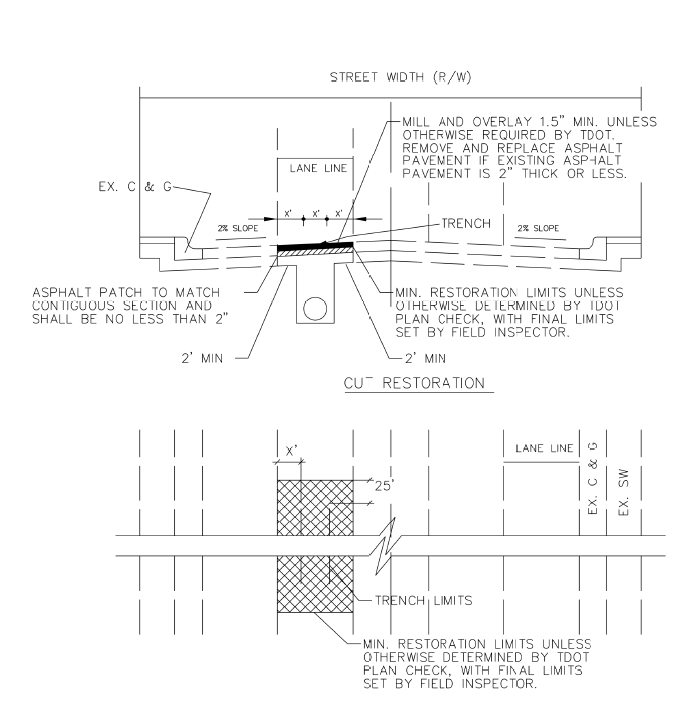 STREET WIDTH (R/W)
MILL AND OVERLAY 1.5" MIN. UNLESS
OTHERWISE REQUIRED BY TDOT.
REMOVE AND REPLACE ASPHALT
PAVEMENT IF EXISTING ASPHALT
PAVEMENT IS 2" THICK OR LESS.
LANE LINE
EX. C & G
X' X' X'
TRENCH
2% SLOPE
2% SLOPE
ASPHALT PATCH TO MATCH
CONTIGUOUS SECTION AND
SHALL BE NO LESS THAN 2"
MIN. RESTORATION LIMITS UNLESS
OTHERWISE DETERMINED BY TDOT
PLAN CHECK, WITH FINAL LIMITS
SET BY FIELD INSPECTOR.
2' MIN
2' MIN
CUT RESTORATION
X'
LANE LINE
EX. C & G
EX. SW
25'
TRENCH LIMITS
MIN. RESTORATION LIMITS UNLESS
OTHERWISE DETERMINED BY TDOT
PLAN CHECK, WITH FINAL LIMITS
SET BY FIELD INSPECTOR.